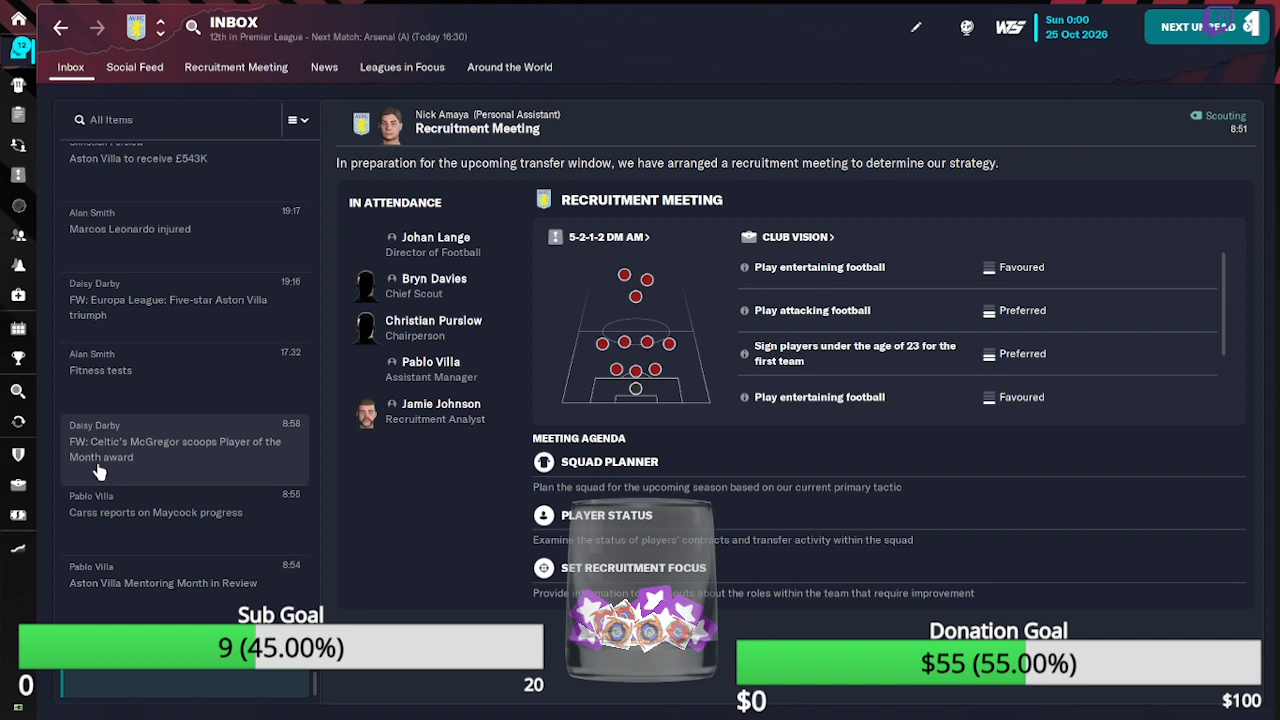 INBOX
12th in Premier League - Next Match: Arsenal (A) (Today 16:30)
Sun 0:00
25 Oct 2026
Inbox
Social Feed
Recruitment Meeting
News
Leagues in Focus
Around the World
12
All Items
Aston Villa to receive £543K
Alan Smith
19:17
Marcos Leonardo injured
Daisy Darby
19:16
FW: Europa League: Five-star Aston Villa
triumph
Alan Smith
17:32
Fitness tests
Daisy Darby
8:58
FW: Celtic's McGregor scoops Player of the
Month award
Pablo Villa
8:55
Carss reports on Maycock progress
Pablo Villa
8:54
Aston Villa Mentoring Month in Review
Nick Amaya (Personal Assistant)
Recruitment Meeting
Scouting
8:51
In preparation for the upcoming transfer window, we have arranged a recruitment meeting to determine our strategy.
IN ATTENDANCE
Johan Lange
Director of Football
Bryn Davies
Chief Scout
Christian Purslow
Chairperson
Pablo Villa
Assistant Manager
Jamie Johnson
Recruitment Analyst
RECRUITMENT MEETING
5-2-1-2 DM AM>
CLUB VISION>
Play entertaining football
Favoured
Play attacking football
Preferred
Sign players under the age of 23 for the
first team
Preferred
Play entertaining football
Favoured
MEETING AGENDA
SQUAD PLANNER
Plan the squad for the upcoming season based on our current primary tactic
PLAYER STATUS
Examine the status of players' contracts and transfer activity within the squad
SET RECRUITMENT FOCUS
about the roles within the team that require improvement
Sub Goal
9 (45.00%)
0
20
Donation Goal
$55 (55.00%)
$0
$100